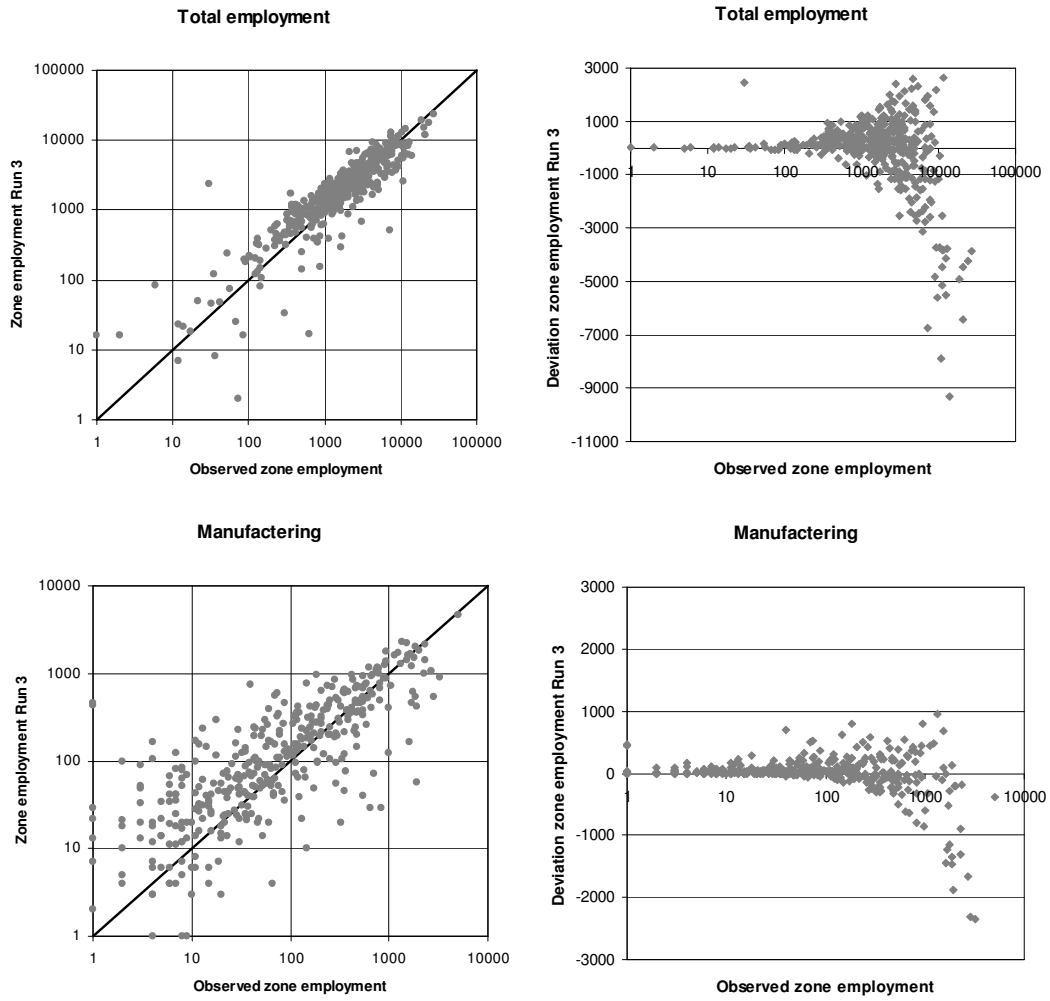 Total employment
100000
10000
1000
100
10
1
1 10 100 1000 10000 100000
Zone employment Run 3
Observed zone employment
Total employment
3000
1000
-1000
-3000
-5000
-7000
-9000
-11000
1 10 100 1000 10000 100000
Deviation zone employment Run 3
Observed zone employment
Manufactering
10000
1000
100
10
1
1 10 100 1000 10000
Zone employment Run 3
Observed zone employment
Manufactering
3000
2000
1000
0
-1000
-2000
-3000
1 10 100 1000 10000
Deviation zone employment Run 3
Observed zone employment